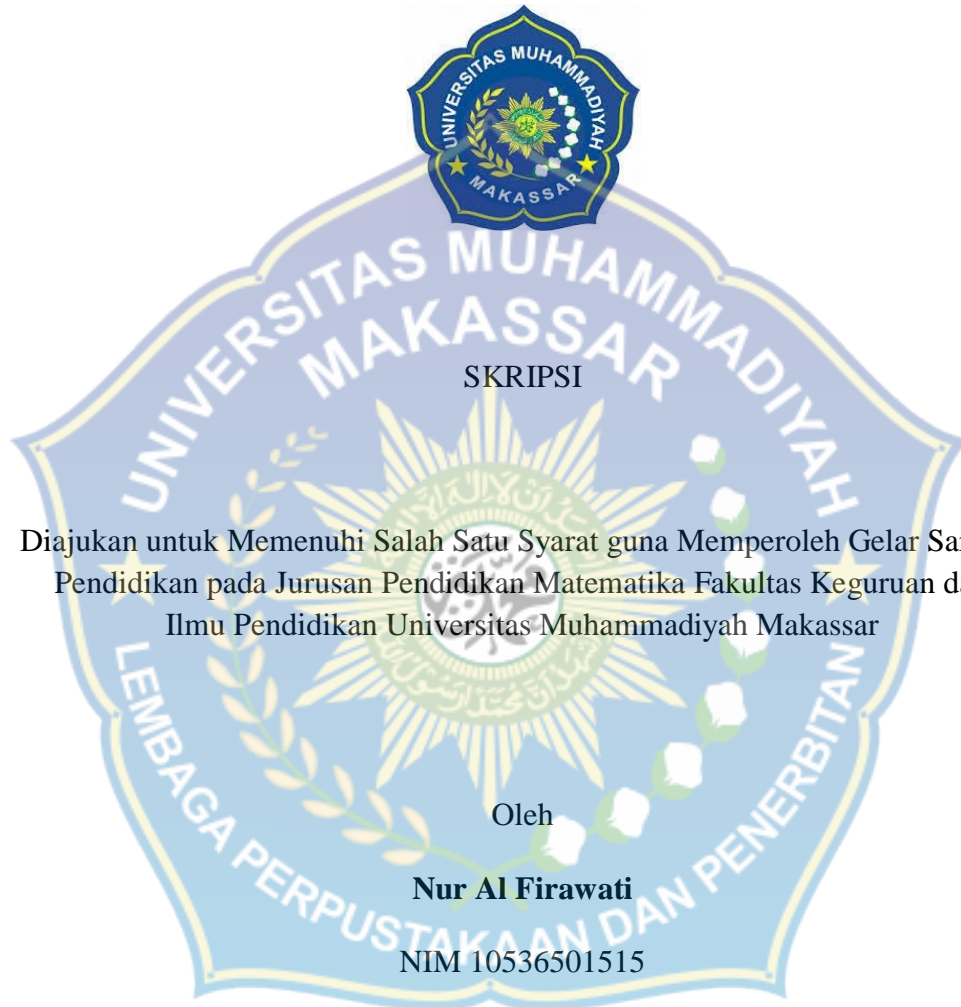 UNIVERSITAS MUHAMMADIYAH
MAKASSAR
UNIVERSITAS MUHAMMADIYAH
MAKASSAR
SKRIPSI
Diajukan untuk Memenuhi Salah Satu Syarat guna Memperoleh Gelar Sar
Pendidikan pada Jurusan Pendidikan Matematika Fakultas Keguruan da
Ilmu Pendidikan Universitas Muhammadiyah Makassar
Oleh
Nur Al Firawati
NIM 10536501515
LEMBAGA PERPUSTAKAAN DAN PENERBITAN